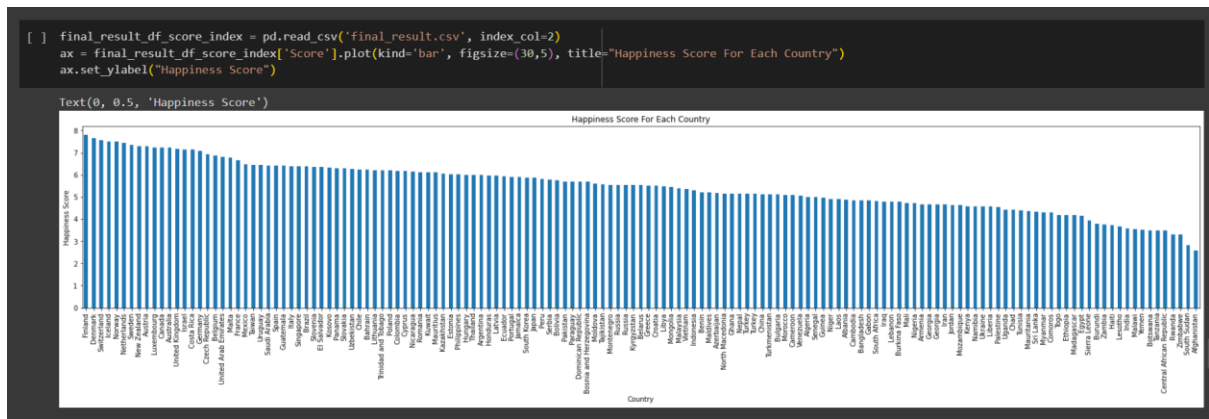 [ ] final_result_df_score_index = pd.read_csv('final_result.csv', index_col=2)
ax = final_result_df_score_index['Score'].plot(kind='bar', figsize=(30,5), title="Happiness Score For Each Country")
ax.set_ylabel("Happiness Score")
Text(0, 0.5, 'Happiness Score')
Happiness Score For Each Country
8
7
6
5
4
3
2
1
0
Happiness Score
Finland
Denmark
Switzerland
Iceland
Norway
Netherlands
Sweden
New Zealand
Austria
Luxembourg
Canada
Australia
United Kingdom
Israel
Costa Rica
Germany
Czech Republic
Belgium
United Arab Emirates
Malta
France
Mexico
Taiwan
Uruguay
Saudi Arabia
Spain
Guatemala
Italy
Singapore
Brazil
Slovenia
El Salvador
Kosovo
Panama
Slovakia
Uzbekistan
Chile
Bahrain
Lithuania
Trinidad and Tobago
Poland
Colombia
Cyprus
Nicaragua
Romania
Kuwait
Mauritius
Kazakhstan
Estonia
Philippines
Hungary
Thailand
Argentina
Honduras
Latvia
Ecuador
Portugal
Jamaica
South Korea
Japan
Peru
Serbia
Bolivia
Pakistan
Paraguay
Dominican Republic
Bosnia and Herzegovina
Moldova
Tajikistan
Montenegro
Russia
Russia
Kyrgyzstan
Belarus
Greece
Croatia
Libya
Mongolia
Malaysia
Vietnam
Indonesia
Benin
Maldives
Azerbaijan
North Macedonia
Ghana
Nepal
Turkey
Turkey
China
Turkmenistan
Bulgaria
Morocco
Cameroon
Venezuela
Algeria
Senegal
Guinea
Niger
Laos
Albania
Cambodia
Bangladesh
Gabon
South Africa
Iraq
Lebanon
Burkina Faso
Mali
Nigeria
Armenia
Georgia
Georgia
Iran
Jordan
Mozambique
Kenya
Namibia
Ukraine
Liberia
Palestine
Uganda
Chad
Tunisia
Mauritania
Sri Lanka
Myanmar
Comoros
Togo
Ethiopia
Egypt
Madagascar
Sierra Leone
Burundi
Zambia
Haiti
Lesotho
India
Malawi
Yemen
Botswana
Tanzania
Central African Republic
Rwanda
Zimbabwe
South Sudan
Afghanistan
Country